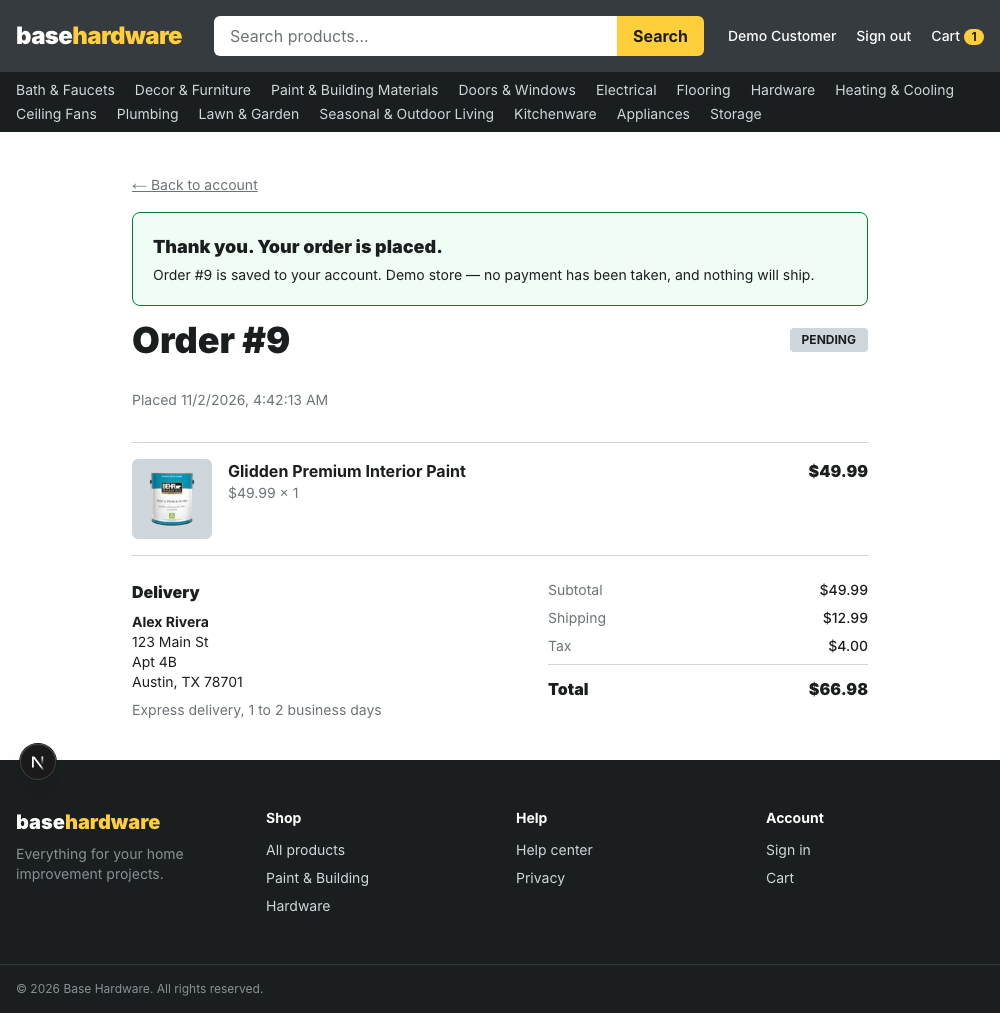 basehardware
Search products...
Search
Demo Customer
Sign out
Cart 1
Bath & Faucets
Decor & Furniture
Paint & Building Materials
Doors & Windows
Electrical
Flooring
Hardware
Heating & Cooling
Ceiling Fans
Plumbing
Lawn & Garden
Seasonal & Outdoor Living
Kitchenware
Appliances
Storage
← Back to account
Thank you. Your order is placed.
Order #9 is saved to your account. Demo store — no payment has been taken, and nothing will ship.
Order #9
PENDING
Placed 11/2/2026, 4:42:13 AM
BEHR
Glidden Premium Interior Paint
$49.99 × 1
$49.99
Delivery
Alex Rivera
123 Main St
Apt 4B
Austin, TX 78701
Express delivery, 1 to 2 business days
Subtotal
$49.99
Shipping
$12.99
Tax
$4.00
Total
$66.98
N
basehardware
Everything for your home
improvement projects.
Shop
All products
Paint & Building
Hardware
Help
Help center
Privacy
Account
Sign in
Cart
© 2026 Base Hardware. All rights reserved.